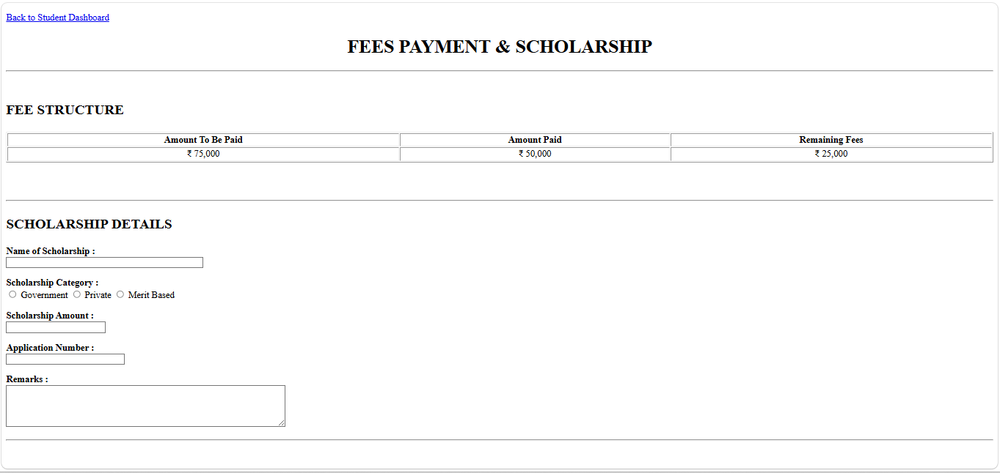 Back to Student Dashboard
FEES PAYMENT & SCHOLARSHIP
FEE STRUCTURE
Amount To Be Paid Amount Paid Remaining Fees
₹ 75,000 ₹ 50,000 ₹ 25,000
SCHOLARSHIP DETAILS
Name of Scholarship :
Scholarship Category :
Government Private Merit Based
Scholarship Amount :
Application Number :
Remarks :